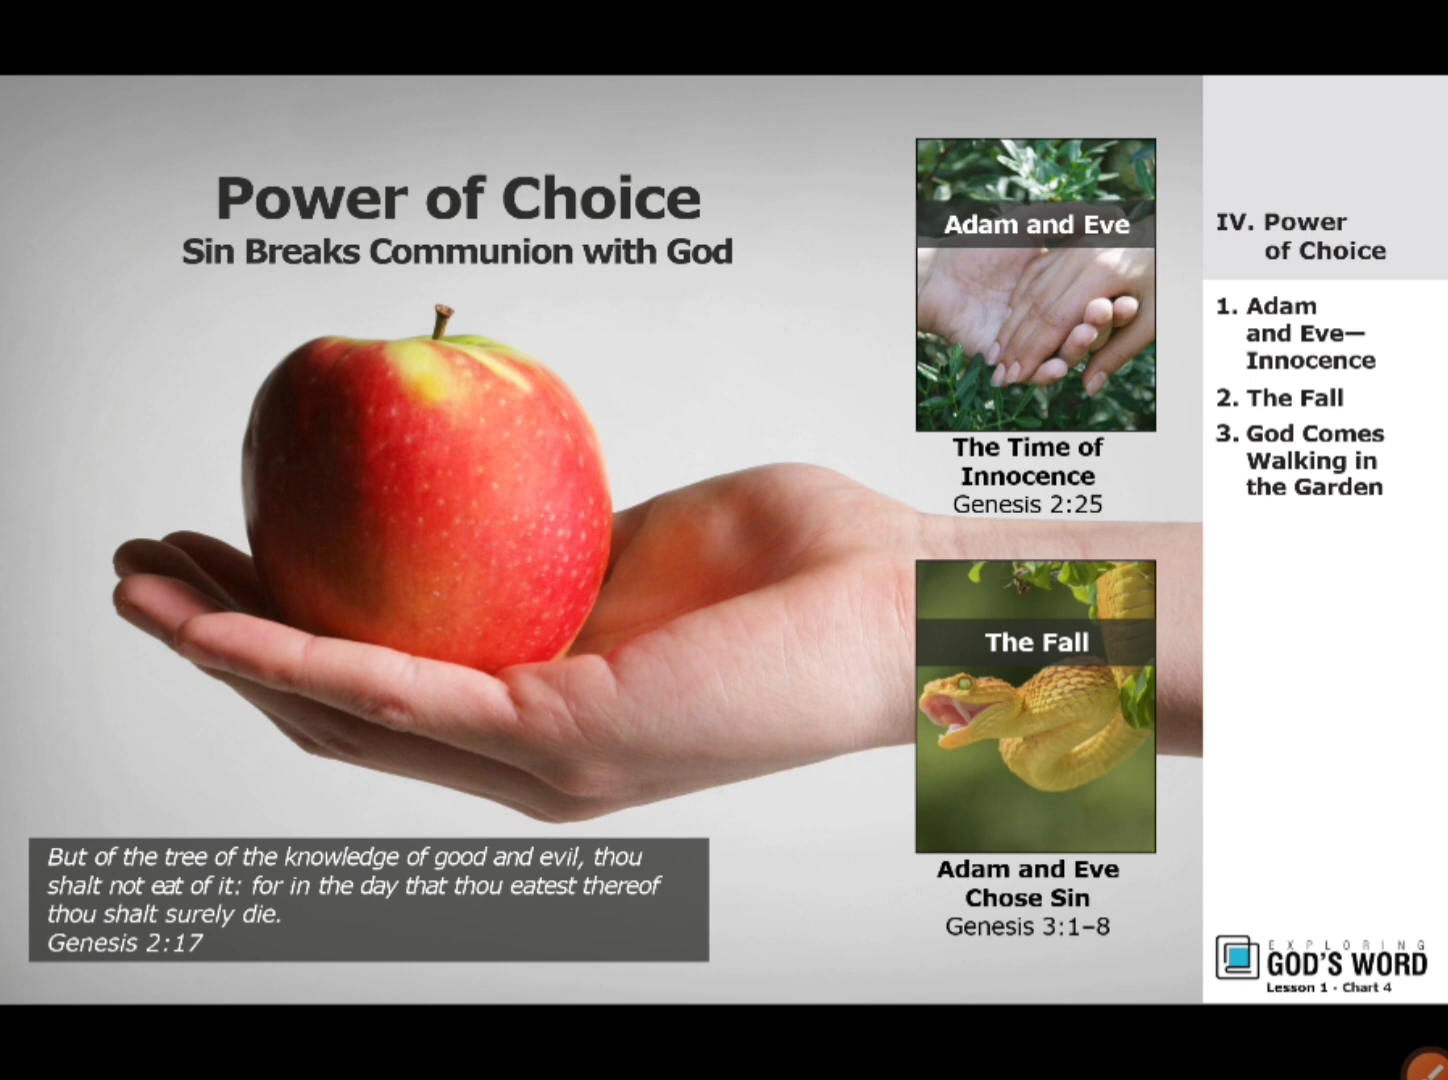 Power of Choice
Sin Breaks Communion with God
But of the tree of the knowledge of good and evil, thou
shalt not eat of it: for in the day that thou eatest thereof
thou shalt surely die.
Genesis 2:17
Adam and Eve
The Time of
Innocence
Genesis 2:25
The Fall
Adam and Eve
Chose Sin
Genesis 3:1–8
IV. Power
of Choice
1. Adam
and Eve—
Innocence
2. The Fall
3. God Comes
Walking in
the Garden
EXPLORING
GOD'S WORD
Lesson 1 - Chart 4